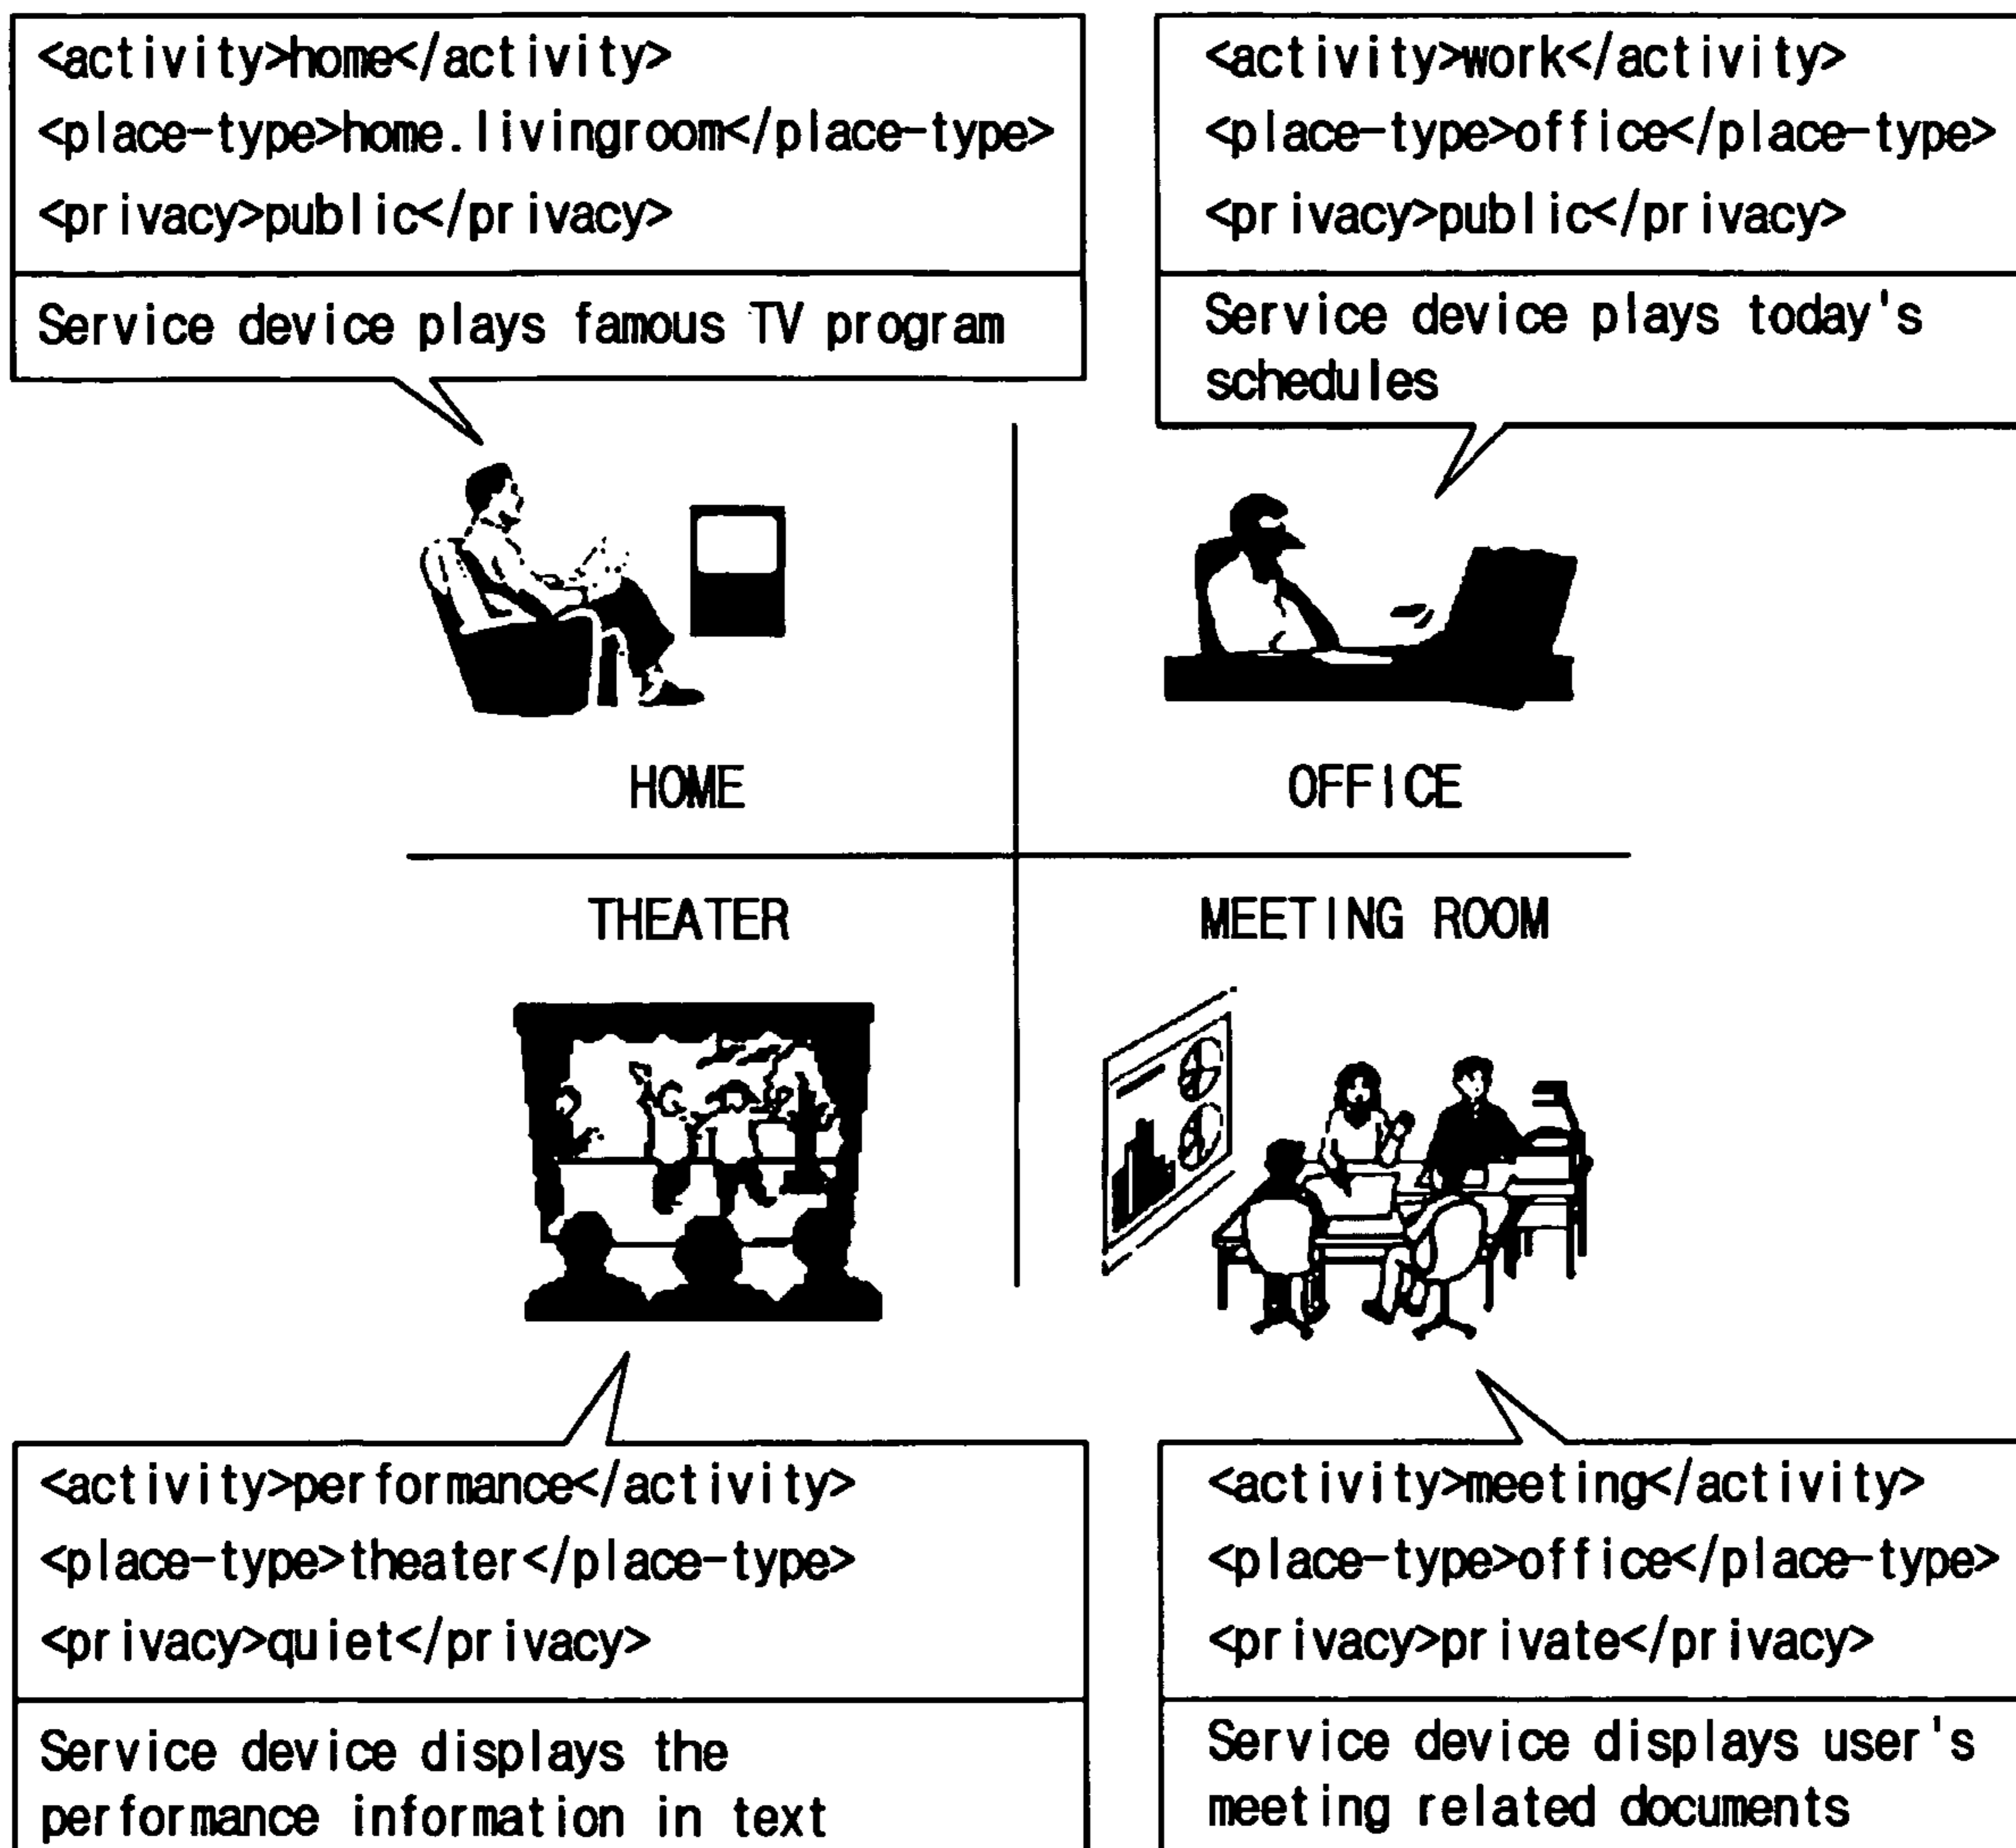 <activity>home</activity>
<place-type>home.livingroom</place-type>
<privacy>public</privacy>
Service device plays famous TV program
<activity>work</activity>
<place-type>office</place-type>
<privacy>public</privacy>
Service device plays today's
schedules
HOME
OFFICE
THEATER
MEETING ROOM
<activity>performance</activity>
<place-type>theater</place-type>
<privacy>quiet</privacy>
Service device displays the
performance information in text
<activity>meeting</activity>
<place-type>office</place-type>
<privacy>private</privacy>
Service device displays user's
meeting related documents